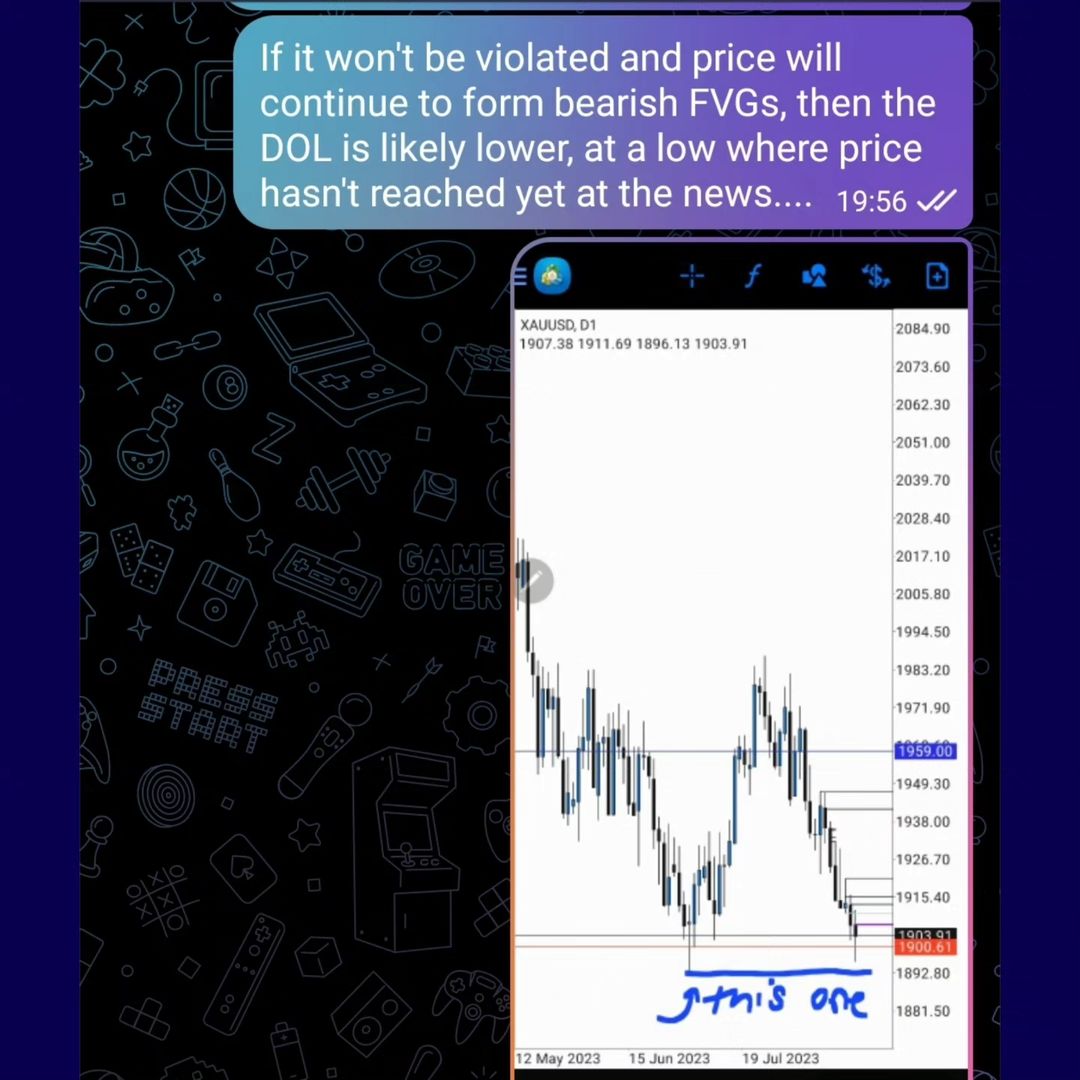 If it won't be violated and price will
continue to form bearish FVGs, then the
DOL is likely lower, at a low where price
hasn't reached yet at the news....
19:56
XAUUSD, D1
1907.38 1911.69 1896.13 1903.91
2084.90
2073.60
2062.30
2051.00
2039.70
2028.40
2017.10
2005.80
1994.50
1983.20
1971.90
1959.00
1949.30
1938.00
1926.70
1915.40
1903.91
1900.61
1892.80
1881.50
this one
12 May 2023 15 Jun 2023 19 Jul 2023
GAME
OVER
PRESS
START